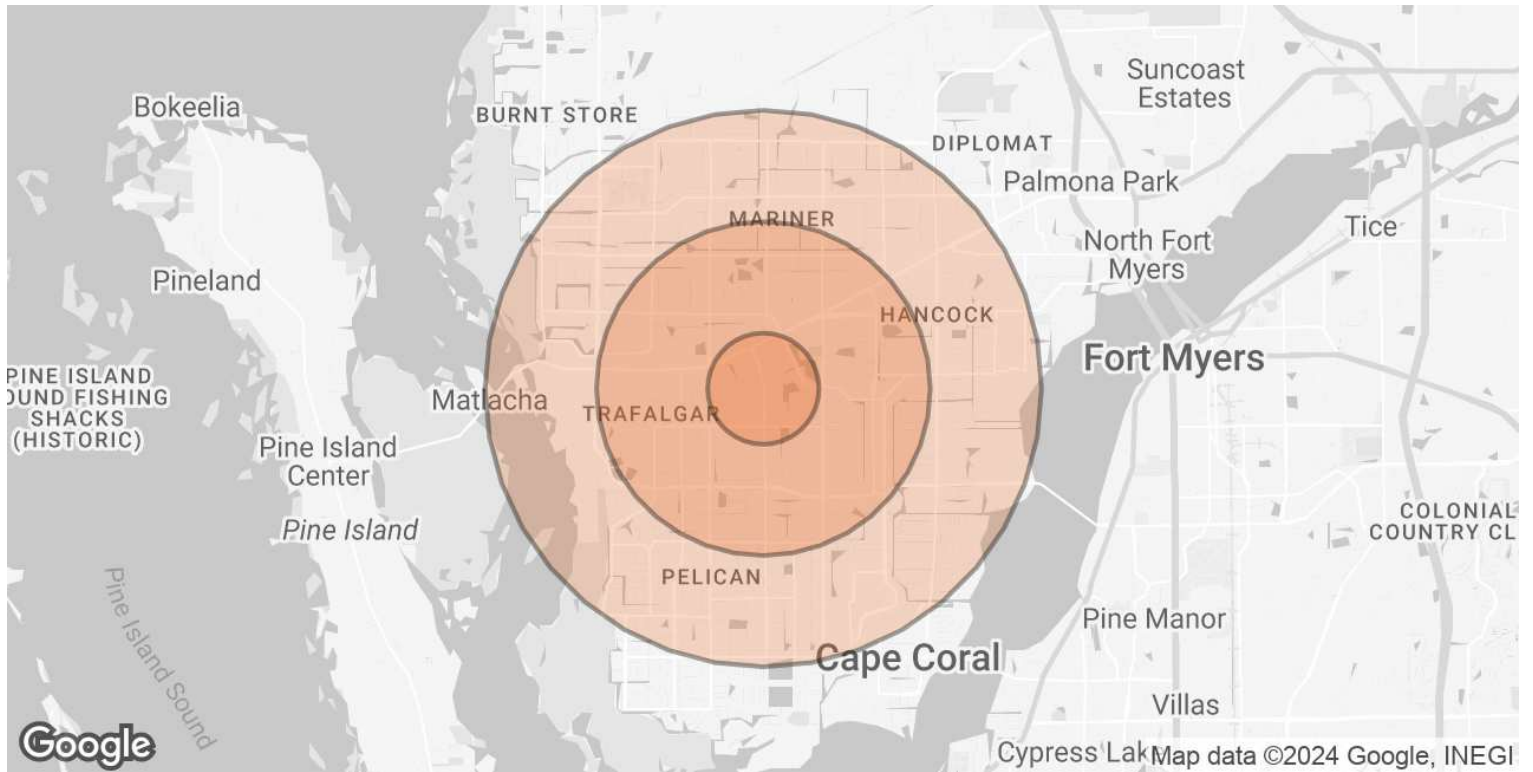 Bokeelia
BURNT STORE
Suncoast
Estates
DIPLOMAT
Palmona Park
MARINER
Tice
North Fort
Myers
Pineland
HANCOCK
Fort Myers
PINE ISLAND
OUND FISHING
SHACKS
(HISTORIC)
Matlacha
TRAFALGAR
Pine Island
Center
Pine Island
COLONIAL
COUNTRY CL
PELICAN
Pine Island Sound
Pine Manor
Cape Coral
Villas
Google
Cypress Lak
Map data ©2024 Google, INEGI